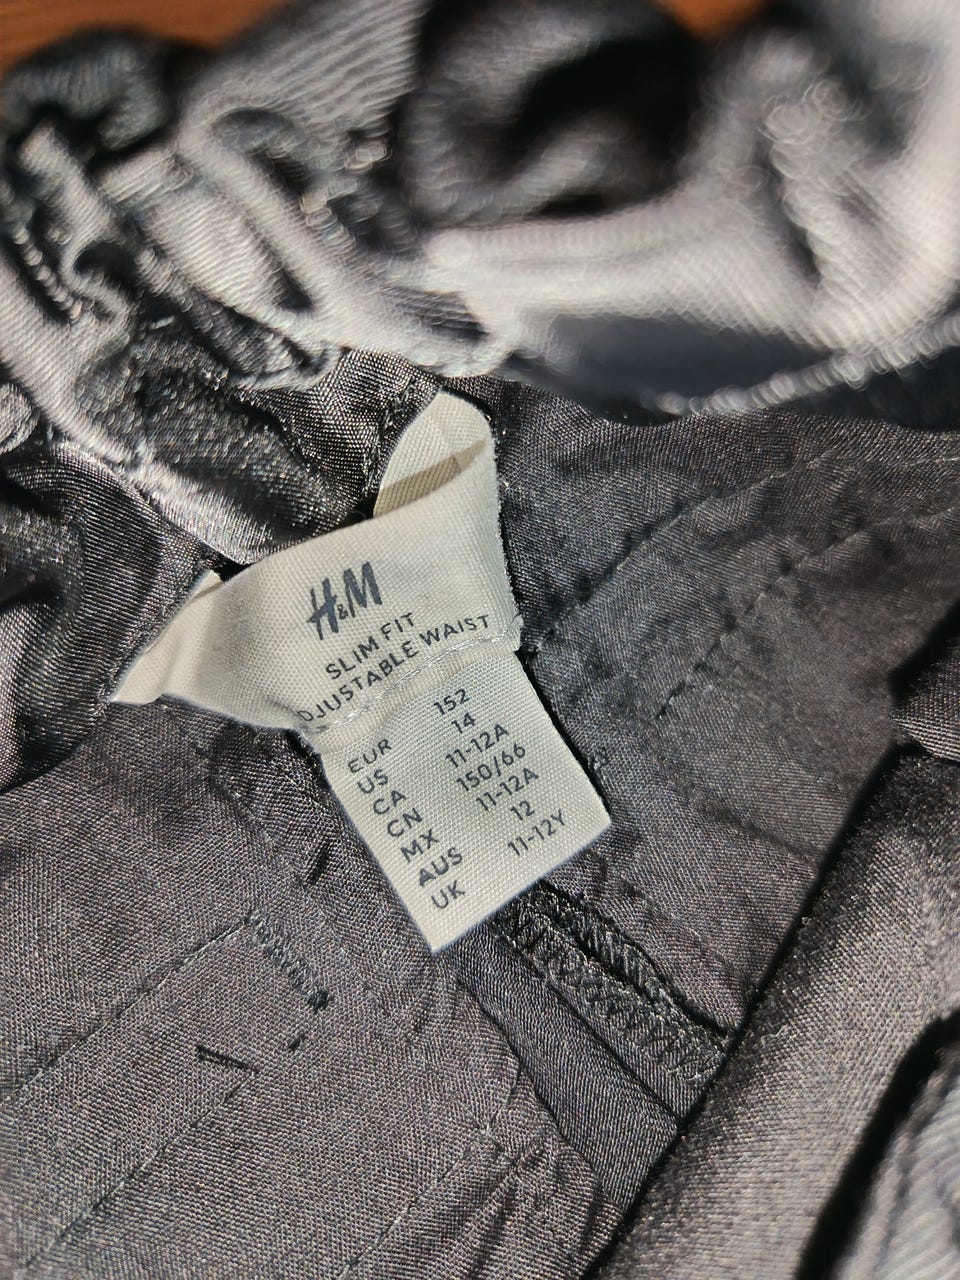 H&M
SLIM FIT
DJUSTABLE WAIST
EUR 152
US 14
CA 11-12A
CN 150/66
MX 11-12A
AUS 12
UK 11-12Y